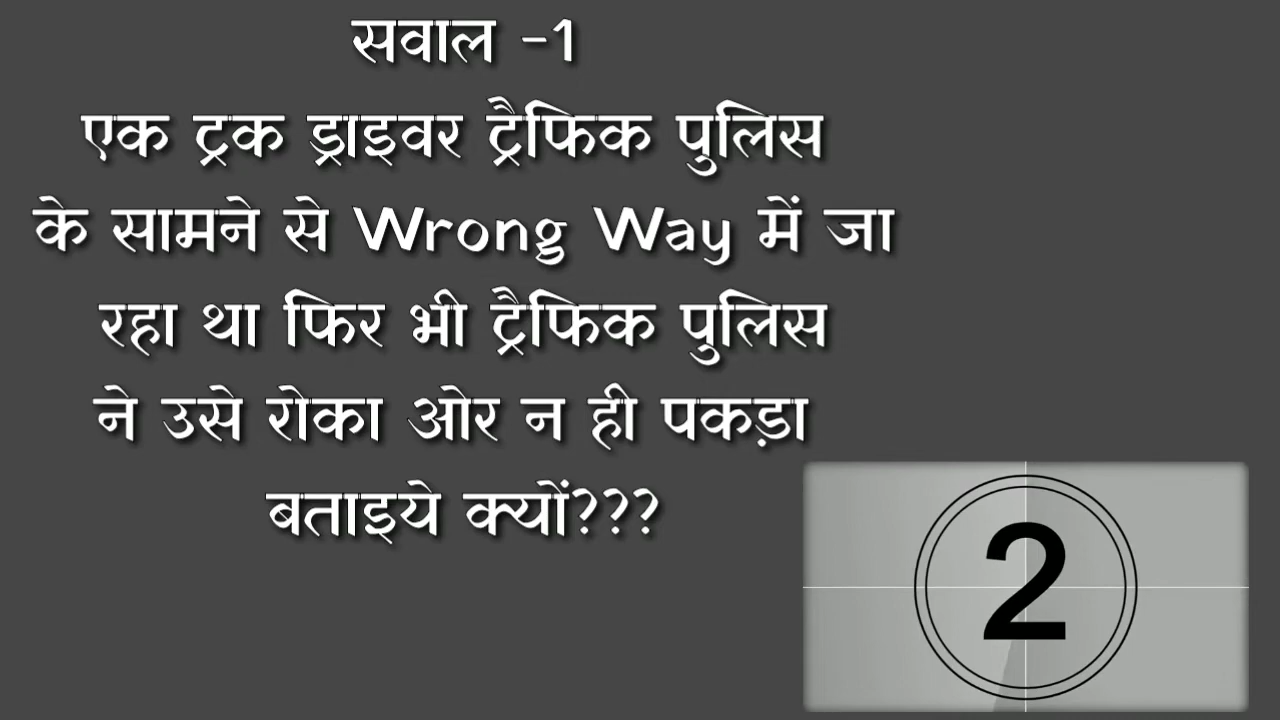 सवाल -1
एक ट्रक ड्राइवर ट्रैफिक पुलिस
के सामने से Wrong Way में जा
रहा था फिर भी ट्रैफिक पुलिस
ने उसे रोका ओर न ही पकड़ा
बताइये क्यों???
2